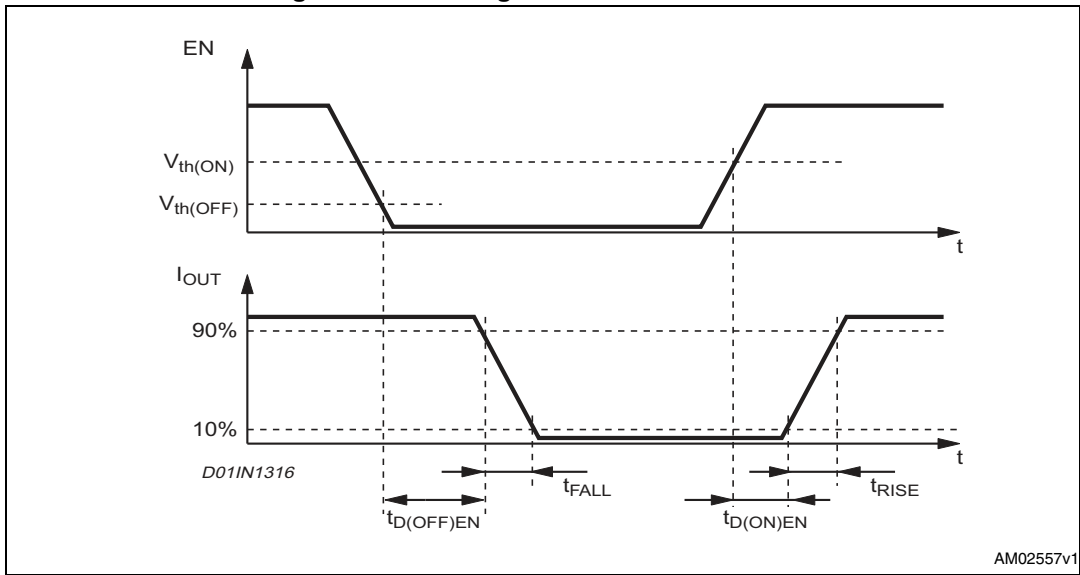 EN
Vth(ON)
Vth(OFF)
t
IOUT
90%
10%
t
D01IN1316
tFALL
tRISE
tD(OFF)EN
tD(ON)EN
AM02557v1